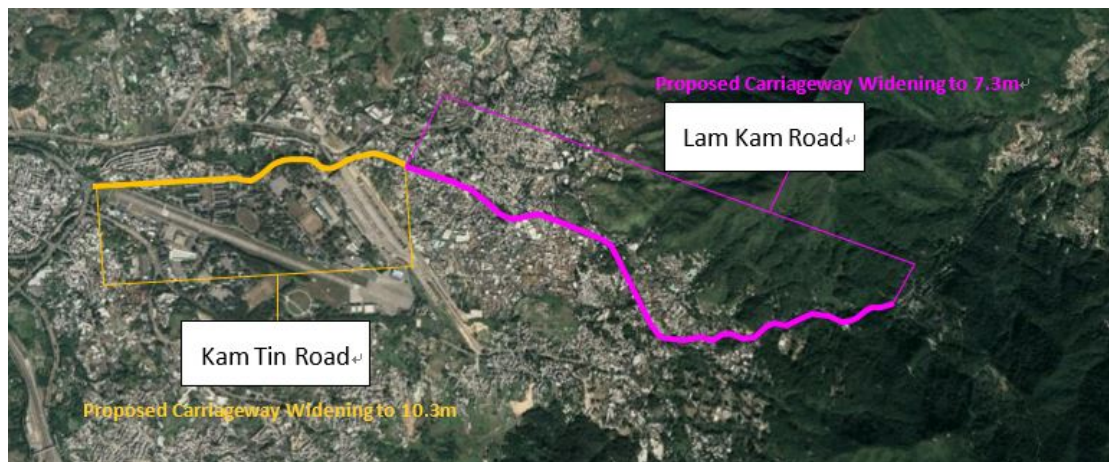 Proposed Carriageway Widening to 7.3m
Lam Kam Road
Kam Tin Road
Proposed Carriageway Widening to 10.3m